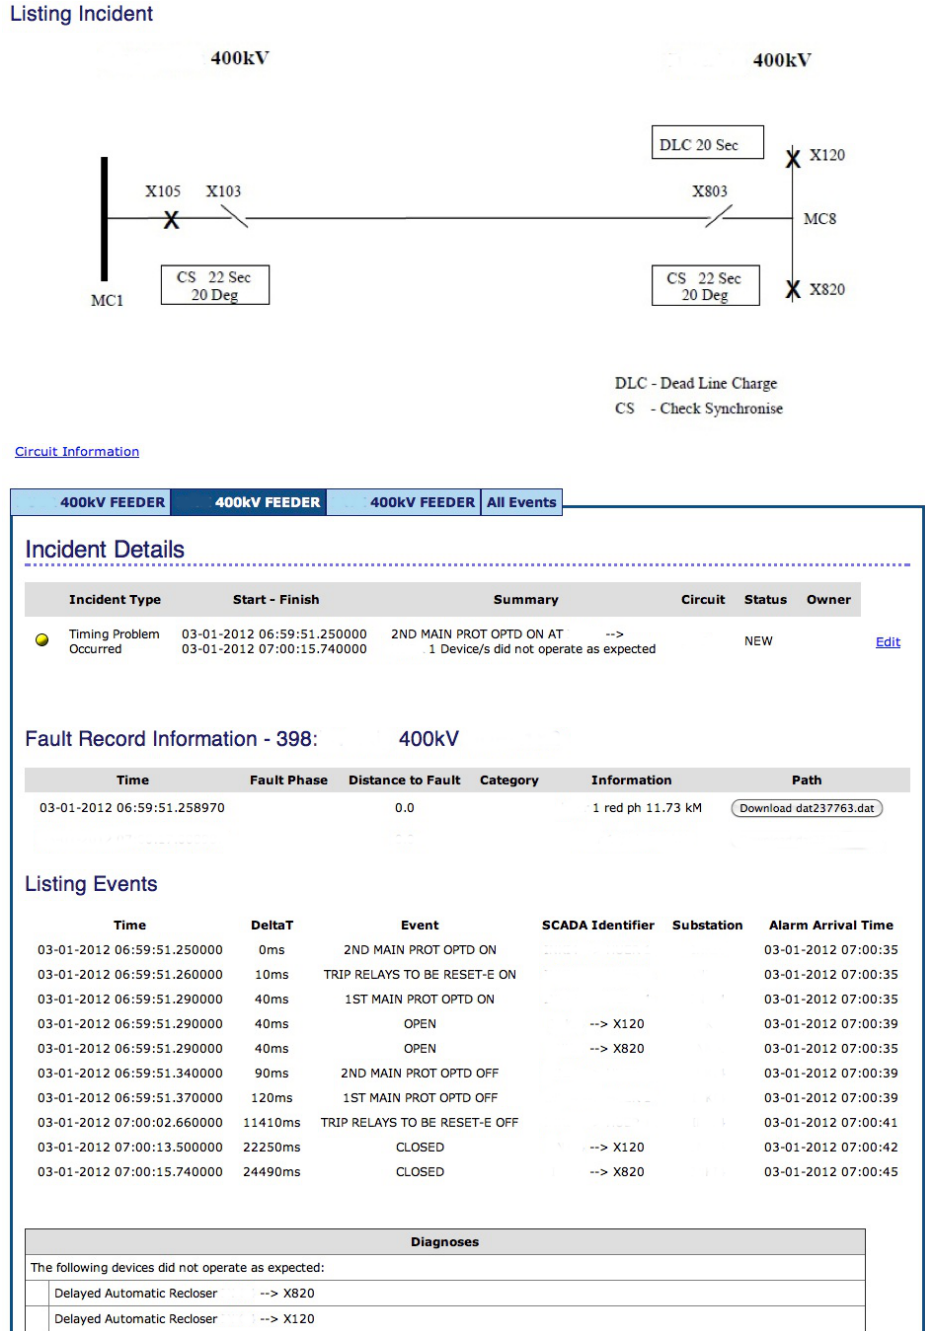 Listing Incident
400kV 400kV
DLC 20 Sec
X120
X105 X103 X803
MC8
CS 22 Sec
20 Deg
CS 22 Sec
20 Deg
X820
MC1
DLC - Dead Line Charge
CS - Check Synchronise
Circuit Information
400kV FEEDER 400kV FEEDER 400kV FEEDER All Events
Incident Details
Incident Type Start - Finish Summary Circuit Status Owner
Timing Problem Occurred 03-01-2012 06:59:51.250000 2ND MAIN PROT OPTD ON AT --> NEW Edit
03-01-2012 07:00:15.740000 1 Device/s did not operate as expected
Fault Record Information - 398: 400kV
Time Fault Phase Distance to Fault Category Information Path
03-01-2012 06:59:51.258970 0.0 1 red ph 11.73 kM Download dat237763.dat
Listing Events
Time DeltaT Event SCADA Identifier Substation Alarm Arrival Time
03-01-2012 06:59:51.250000 0ms 2ND MAIN PROT OPTD ON 03-01-2012 07:00:35
03-01-2012 06:59:51.260000 10ms TRIP RELAYS TO BE RESET-E ON 03-01-2012 07:00:35
03-01-2012 06:59:51.290000 40ms 1ST MAIN PROT OPTD ON 03-01-2012 07:00:35
03-01-2012 06:59:51.290000 40ms OPEN --> X120 03-01-2012 07:00:39
03-01-2012 06:59:51.290000 40ms OPEN --> X820 03-01-2012 07:00:35
03-01-2012 06:59:51.340000 90ms 2ND MAIN PROT OPTD OFF 03-01-2012 07:00:39
03-01-2012 06:59:51.370000 120ms 1ST MAIN PROT OPTD OFF 03-01-2012 07:00:39
03-01-2012 07:00:02.660000 11410ms TRIP RELAYS TO BE RESET-E OFF 03-01-2012 07:00:41
03-01-2012 07:00:13.500000 22250ms CLOSED --> X120 03-01-2012 07:00:42
03-01-2012 07:00:15.740000 24490ms CLOSED --> X820 03-01-2012 07:00:45
Diagnoses
The following devices did not operate as expected:
Delayed Automatic Recloser --> X820
Delayed Automatic Recloser --> X120